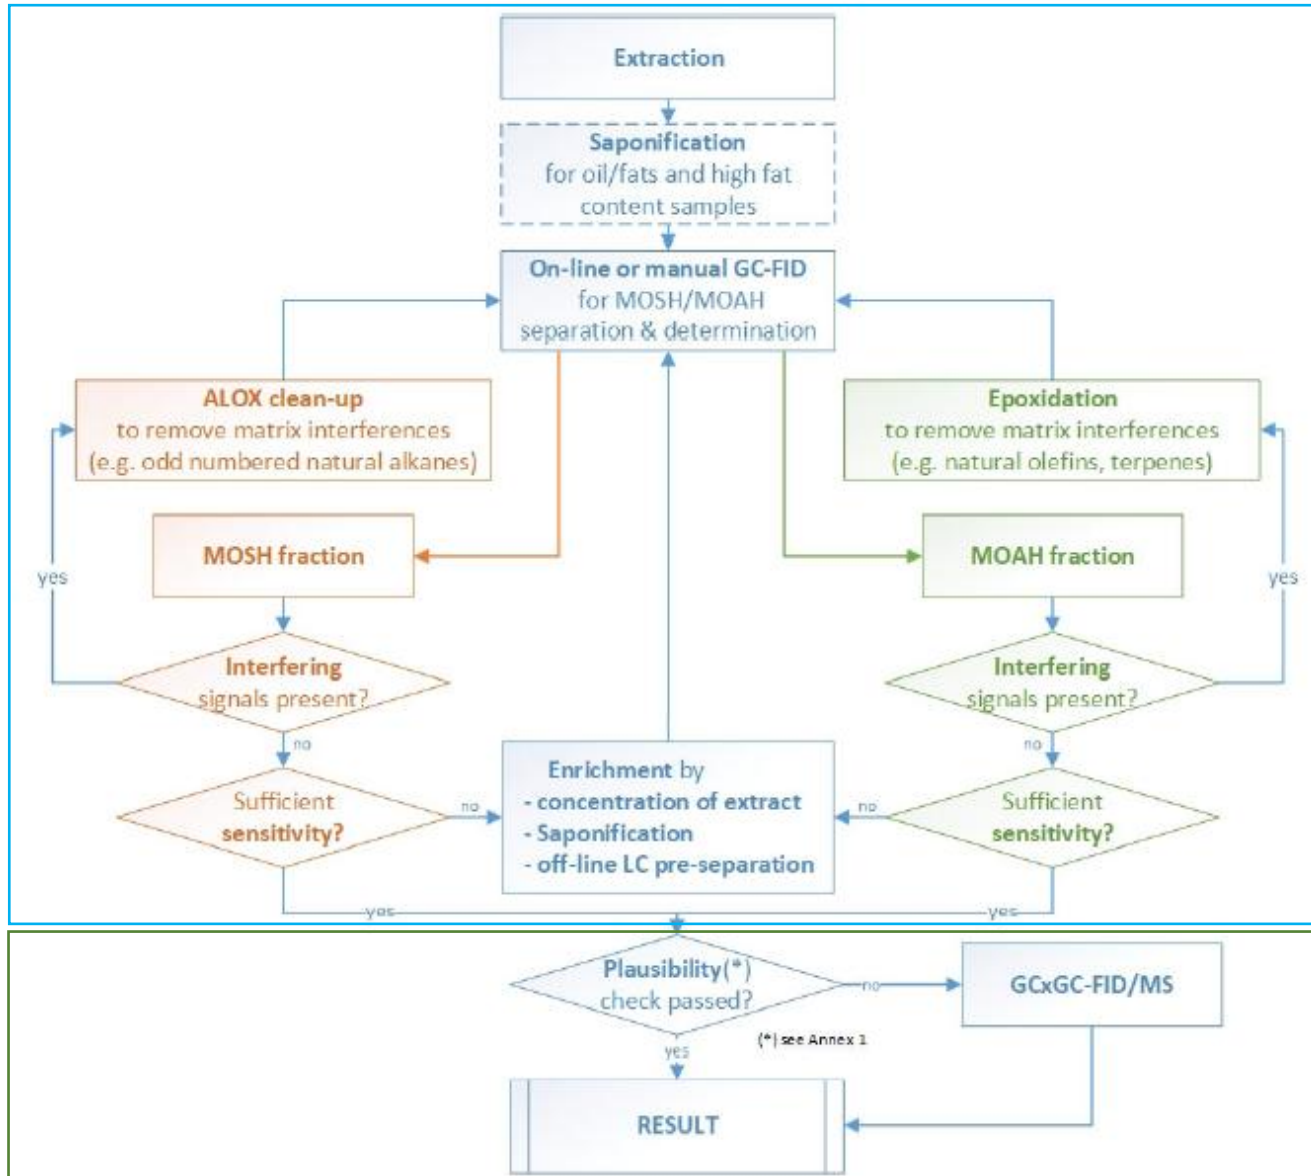 Extraction
Saponification
for oil/fats and high fat
content samples
On-line or manual GC-FID
for MOSH/MOAH
separation & determination
ALOX clean-up
to remove matrix interferences
(e.g. odd numbered natural alkanes)
Epoxidation
to remove matrix interferences
(e.g. natural olefins, terpenes)
MOSH fraction
MOAH fraction
yes
yes
Interfering
signals present?
Interfering
signals present?
no
no
Enrichment by
- concentration of extract
- Saponification
- off-line LC pre-separation
Sufficient
sensitivity?
no
no
Sufficient
sensitivity?
yes
yes
Plausibility(*)
check passed?
no
GCxGC-FID/MS
(*) see Annex 1
yes
RESULT